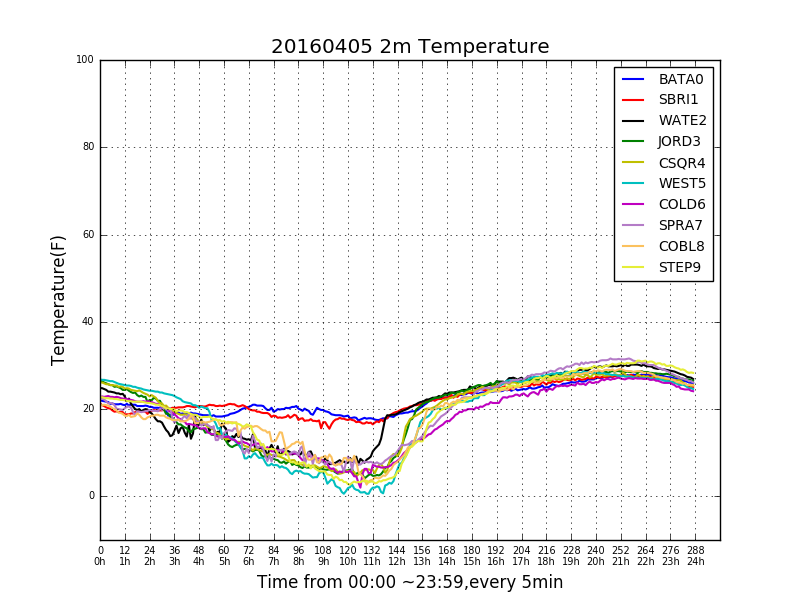 20160405 2m Temperature
100
80
60
40
20
0
Temperature(F)
BATA0
SBRI1
WATE2
JORD3
CSQR4
WEST5
COLD6
SPRA7
COBL8
STEP9
0 12 24 36 48 60 72 84 96 108 120 132 144 156 168 180 192 204 216 228 240 252 264 276 288
0h 1h 2h 3h 4h 5h 6h 7h 8h 9h 10h 11h 12h 13h 14h 15h 16h 17h 18h 19h 20h 21h 22h 23h 24h
Time from 00:00 ~23:59,every 5min